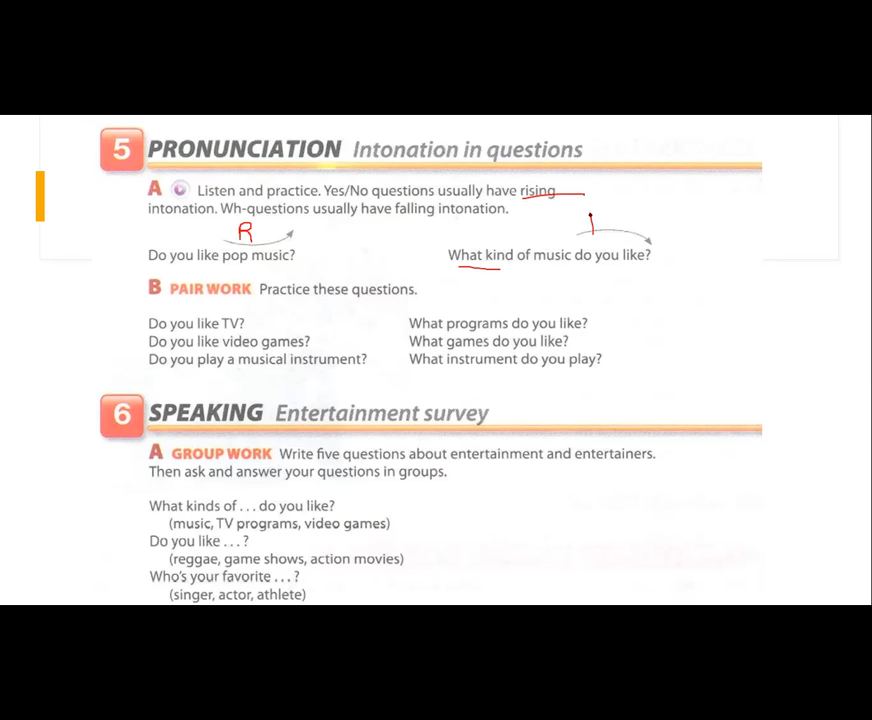 5 PRONUNCIATION Intonation in questions
A Listen and practice. Yes/No questions usually have rising
intonation. Wh-questions usually have falling intonation.
R
Do you like pop music? What kind of music do you like?
B PAIR WORK Practice these questions.
Do you like TV? What programs do you like?
Do you like video games? What games do you like?
Do you play a musical instrument? What instrument do you play?
6 SPEAKING Entertainment survey
A GROUP WORK Write five questions about entertainment and entertainers.
Then ask and answer your questions in groups.
What kinds of . . . do you like?
(music, TV programs, video games)
Do you like . . . ?
(reggae, game shows, action movies)
Who's your favorite . . . ?
(singer, actor, athlete)